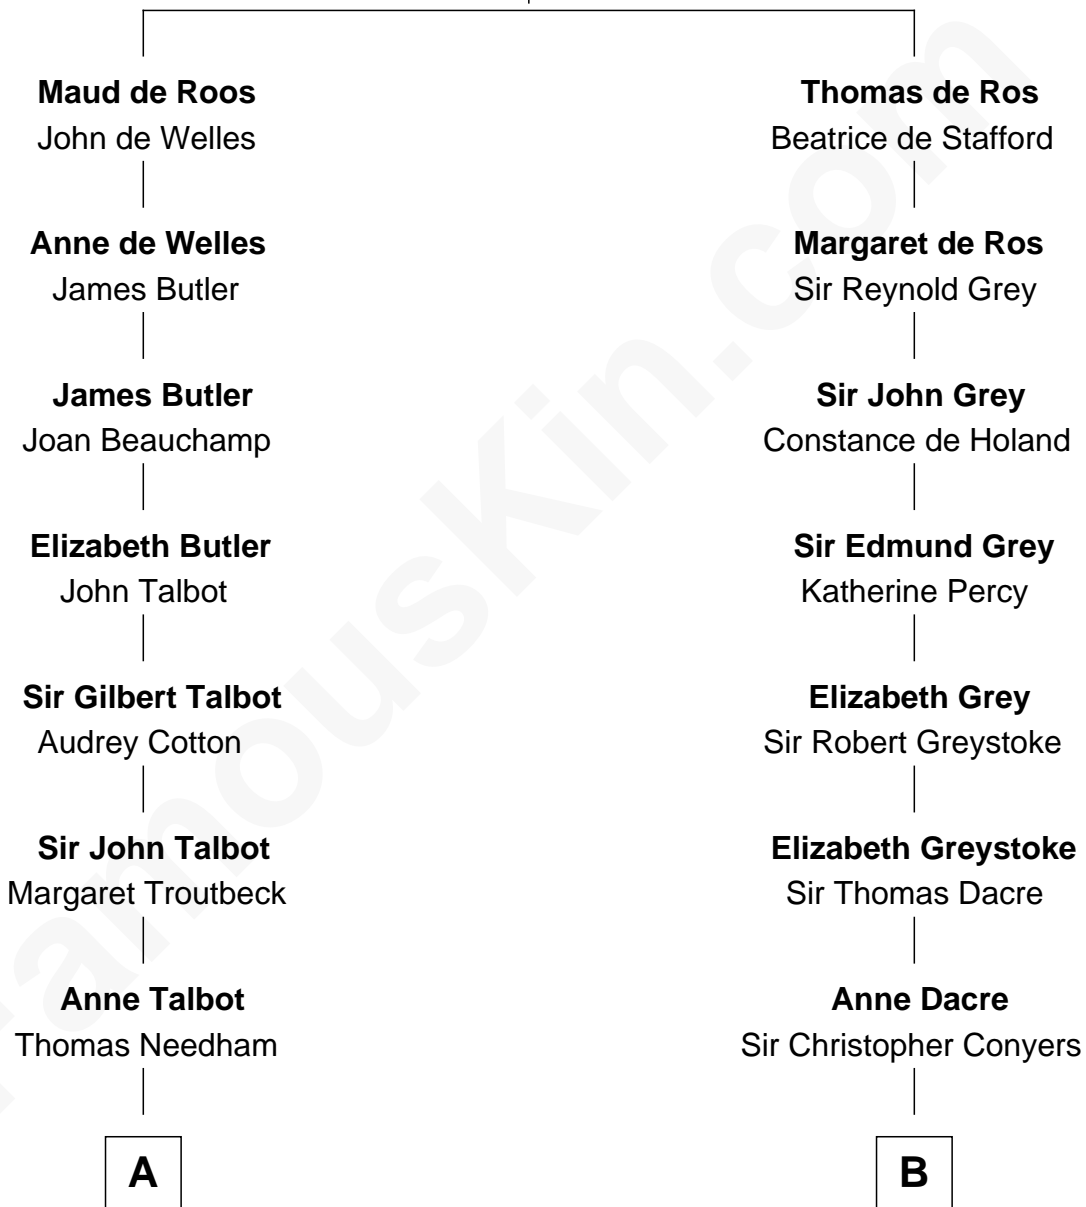 Maud de Roos
John de Welles
Thomas de Ros
Beatrice de Stafford
Anne de Welles
James Butler
Margaret de Ros
Sir Reynold Grey
James Butler
Joan Beauchamp
Sir John Grey
Constance de Holand
Elizabeth Butler
John Talbot
Sir Edmund Grey
Katherine Percy
Sir Gilbert Talbot
Audrey Cotton
Elizabeth Grey
Sir Robert Greystoke
Sir John Talbot
Margaret Troutbeck
Elizabeth Greystoke
Sir Thomas Dacre
Anne Talbot
Thomas Needham
Anne Dacre
Sir Christopher Conyers
A
B
FamousKin.com